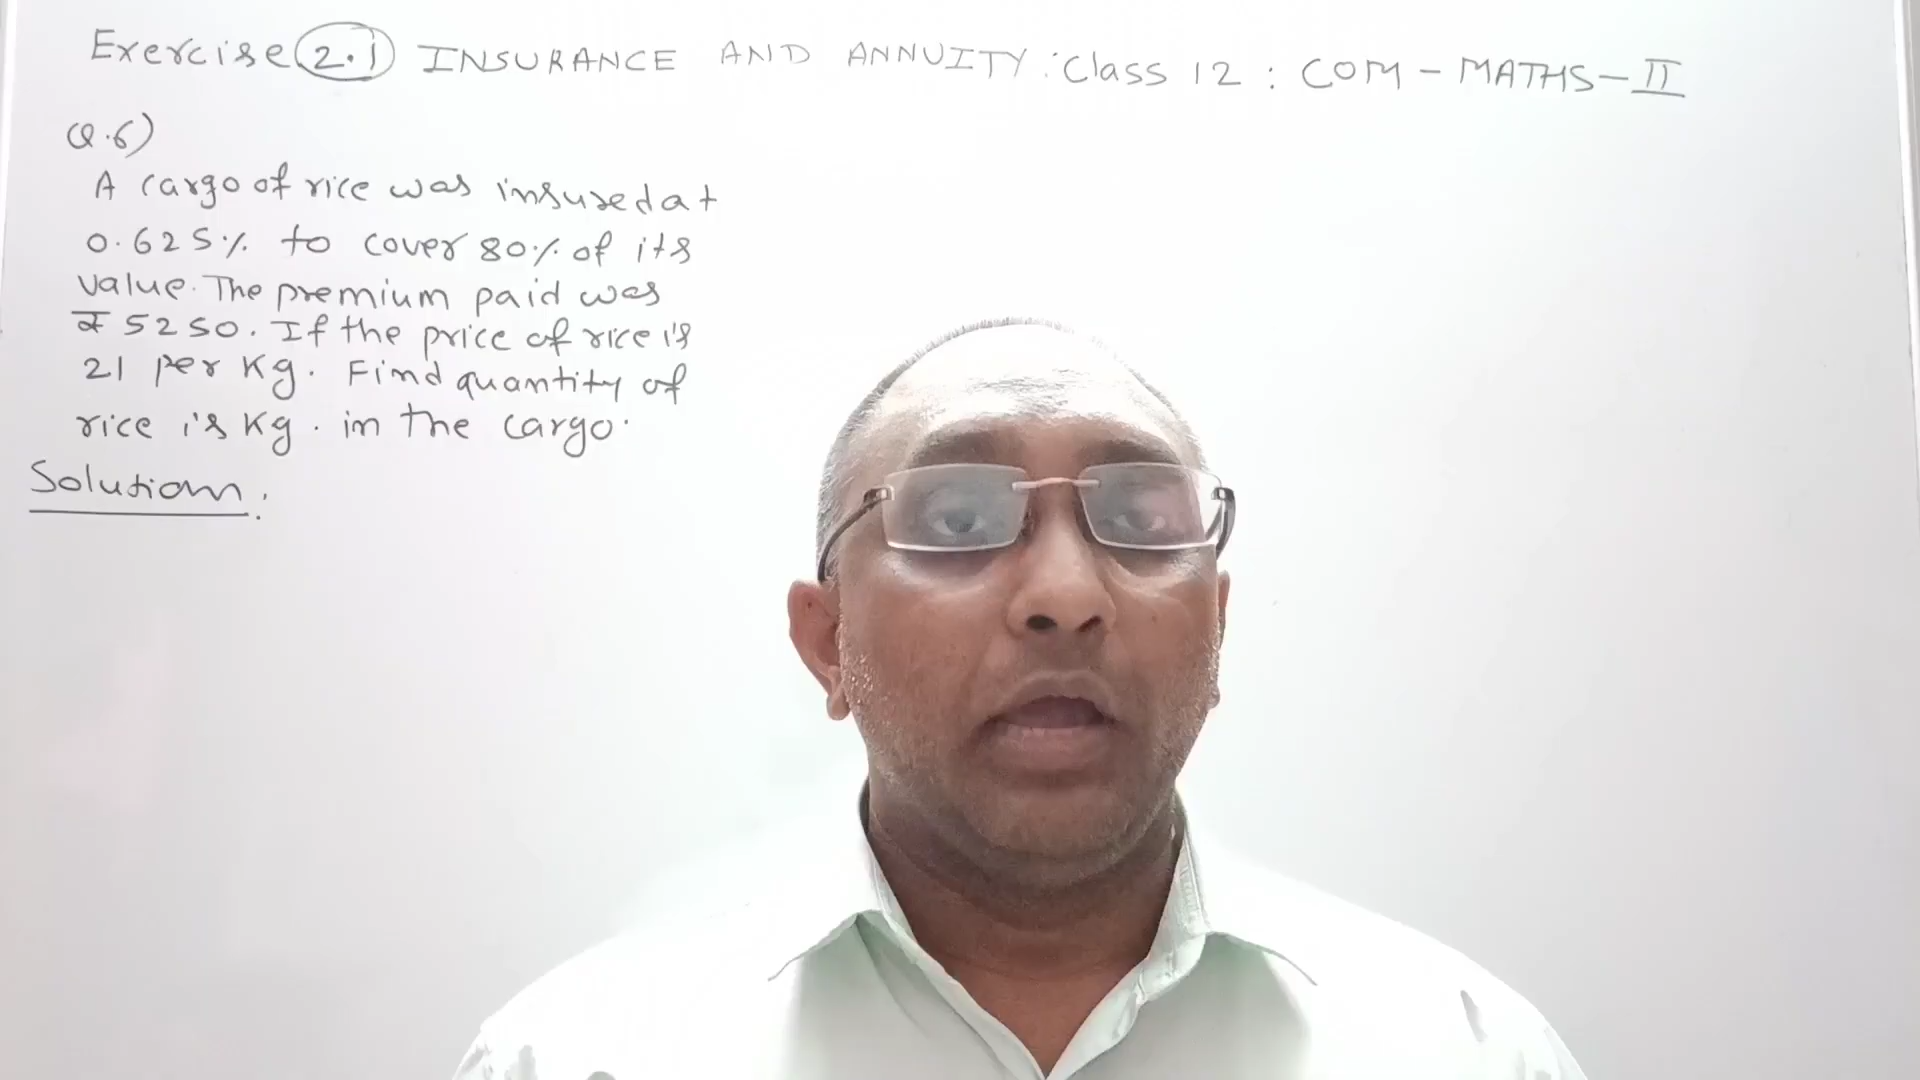 Exercise 2.1 INSURANCE AND ANNUITY : Class 12 : COM - MATHS - II
Q.6)
A cargo of rice was insured at
0.625% to cover 80% of its
value. The premium paid was
₹ 5250. If the price of rice is
21 per Kg. Find quantity of
rice is Kg. in the cargo.
Solution :